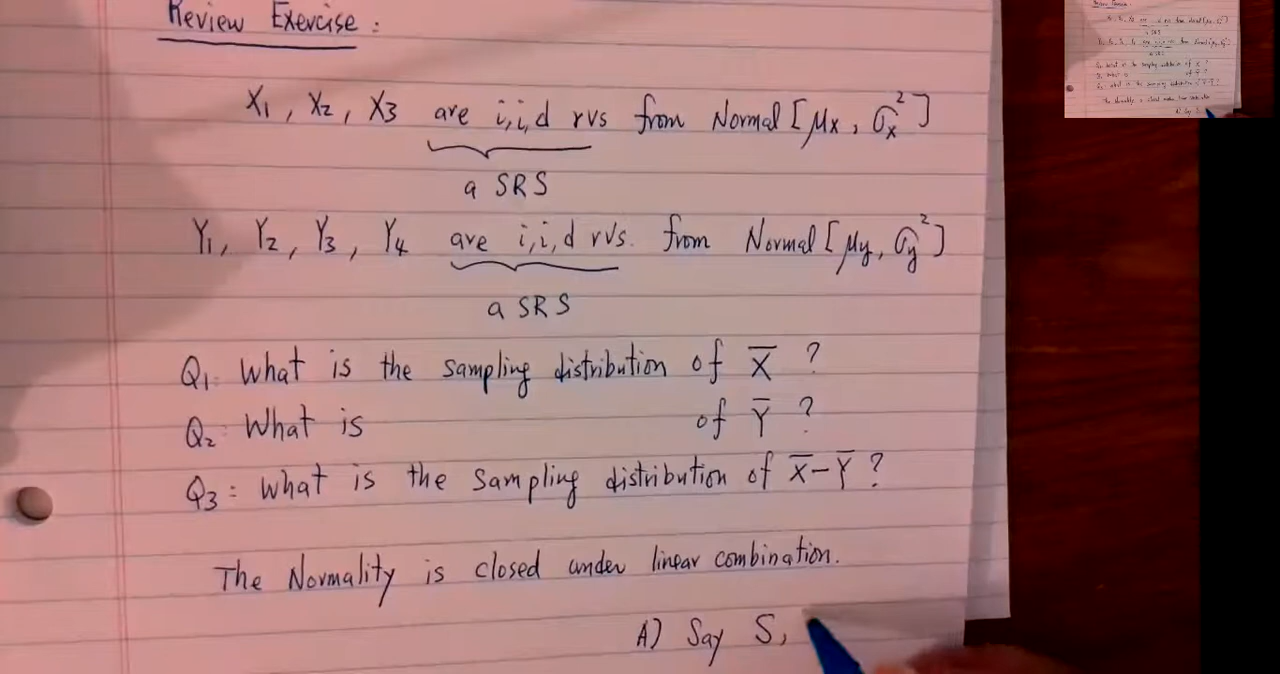 Review Exercise :
X1, X2, X3 are i,i,d rvs from Normal [μx, σx²]
a SRS
Y1, Y2, Y3, Y4 are i,i,d rvs. from Normal [μy, σy²]
a SRS
Q1: What is the sampling distribution of X̅ ?
Q2: What is of Y̅ ?
Q3: What is the sampling distribution of X̅-Y̅ ?
The Normality is closed under linear combination.
A) Say S,